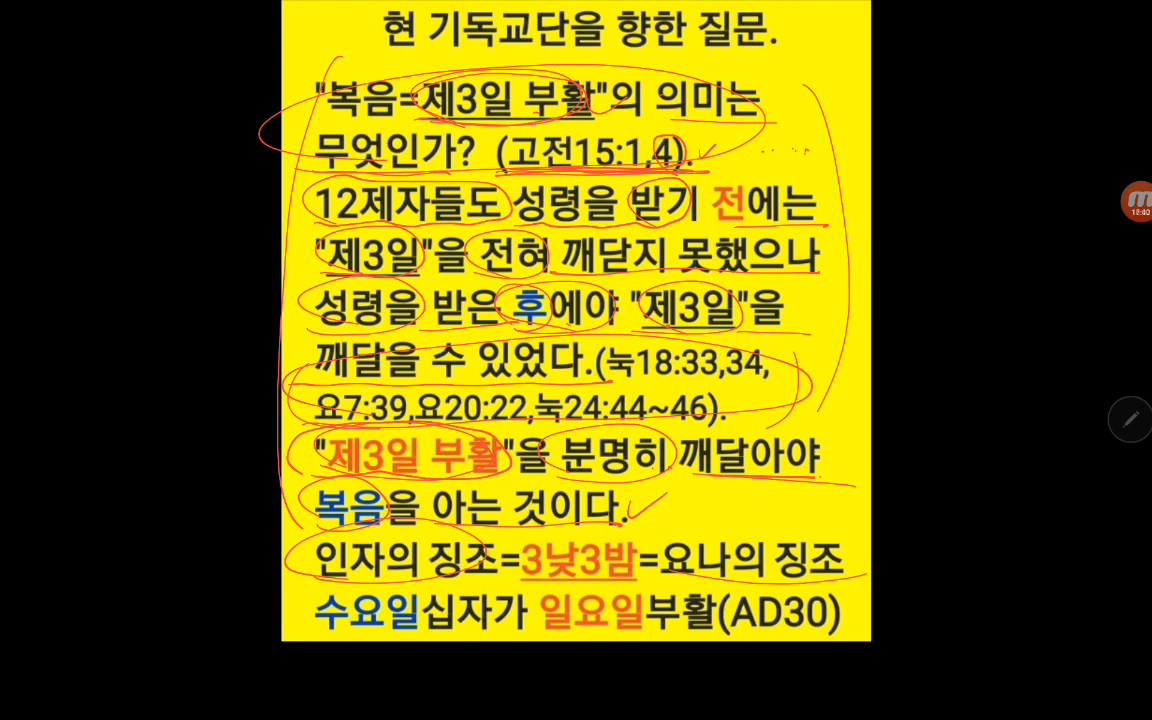 현 기독교단을 향한 질문.
"복음=제3일 부활"의 의미는
무엇인가? (고전15:1,4).
12제자들도 성령을 받기 전에는
"제3일"을 전혀 깨닫지 못했으나
성령을 받은 후에야 "제3일"을
깨달을 수 있었다.(눅18:33,34,
요7:39,요20:22,눅24:44~46).
"제3일 부활"을 분명히 깨달아야
복음을 아는 것이다.
인자의 징조=3낮3밤=요나의 징조
수요일십자가 일요일부활(AD30)